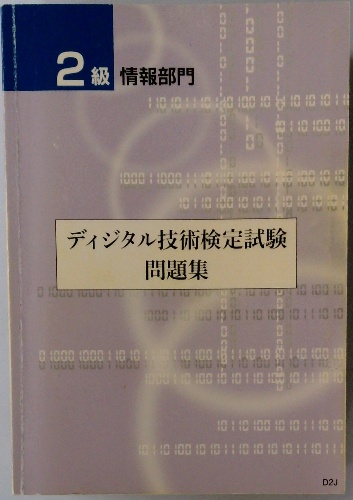 2級 情報部門
ディジタル技術検定試験
問題集
D2J